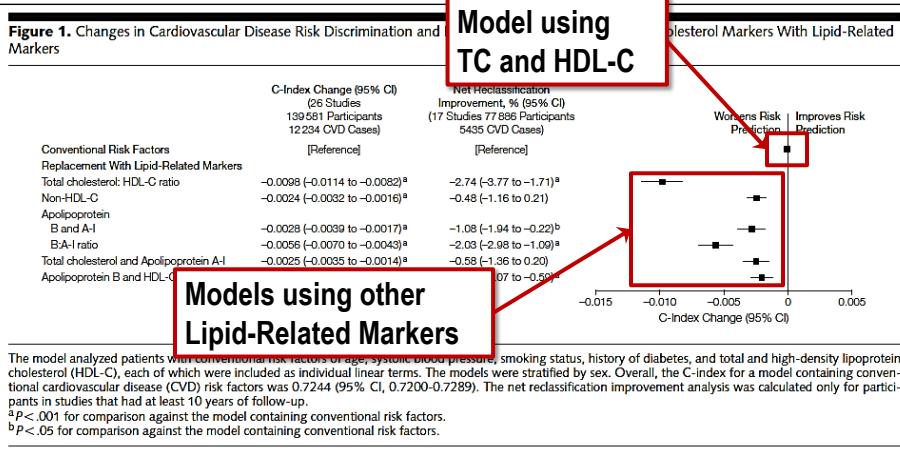 Model using
TC and HDL-C
Figure 1. Changes in Cardiovascular Disease Risk Discrimination and lesterol Markers With Lipid-Related
Markers
C-Index Change (95% CI)
(26 Studies
139 581 Participants
12 234 CVD Cases)
Net Reclassification
Improvement, % (95% CI)
(17 Studies 77 886 Participants
5435 CVD Cases)
Worsens Risk
Prediction
Improves Risk
Prediction
Conventional Risk Factors [Reference] [Reference]
Replacement With Lipid-Related Markers
Total cholesterol: HDL-C ratio −0.0098 (−0.0114 to −0.0082)a −2.74 (−3.77 to −1.71)a
Non-HDL-C −0.0024 (−0.0032 to −0.0016)a −0.48 (−1.16 to 0.21)
Apolipoprotein
B and A-I −0.0028 (−0.0039 to −0.0017)a −1.08 (−1.94 to −0.22)b
B:A-I ratio −0.0056 (−0.0070 to −0.0043)a −2.03 (−2.98 to −1.09)a
Total cholesterol and Apolipoprotein A-I −0.0025 (−0.0035 to −0.0014)a −0.58 (−1.36 to 0.20)
Apolipoprotein B and HDL-C 07 to −0.59)a
Models using other
Lipid-Related Markers
−0.015 −0.010 −0.005 0 0.005
C-Index Change (95% CI)
The model analyzed patients with conventional risk factors of age, systolic blood pressure, smoking status, history of diabetes, and total and high-density lipoprotein
cholesterol (HDL-C), each of which were included as individual linear terms. The models were stratified by sex. Overall, the C-index for a model containing conven-
tional cardiovascular disease (CVD) risk factors was 0.7244 (95% CI, 0.7200-0.7289). The net reclassification improvement analysis was calculated only for partici-
pants in studies that had at least 10 years of follow-up.
aP<.001 for comparison against the model containing conventional risk factors.
bP<.05 for comparison against the model containing conventional risk factors.